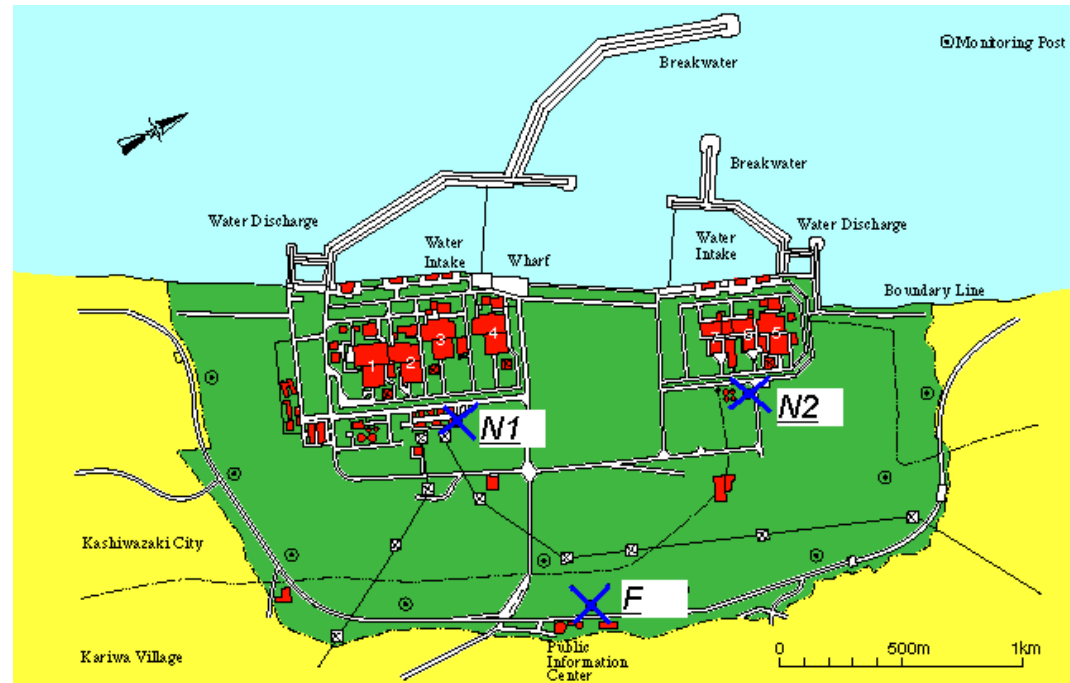 Monitoring Post
Breakwater
Breakwater
Water Discharge
Water Discharge
Water
Intake
Wharf
Water
Intake
Boundary Line
1
2
3
4
7
6
5
N1
N2
Kashiwazaki City
F
Kariwa Village
Public
Information
Center
0
500m
1km